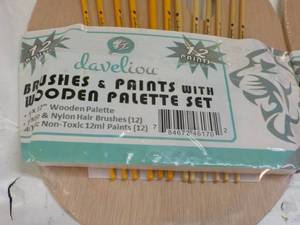 12
daveliou
12
PAINTS
BRUSHES & PAINTS WITH
WOODEN PALETTE SET
Wooden Palette
& Nylon Hair Brushes (12)
Non-Toxic 12ml Paints (12)